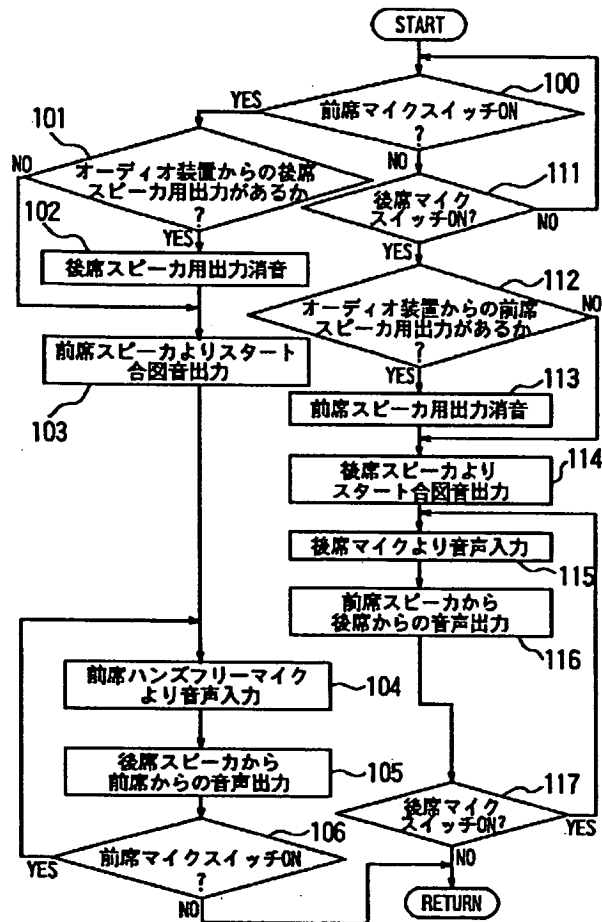 START
100
前席マイクスイッチON
?
YES
NO
101
オーディオ装置からの後席
スピーカ用出力があるか
?
NO
YES
102
後席スピーカ用出力消音
前席スピーカよりスタート
合図音出力
103
前席ハンズフリーマイク
より音声入力
104
後席スピーカから
前席からの音声出力
105
106
前席マイクスイッチON
?
YES
NO
111
後席マイク
スイッチON?
NO
YES
112
オーディオ装置からの前席
スピーカ用出力があるか
?
NO
YES
113
前席スピーカ用出力消音
114
後席スピーカより
スタート合図音出力
後席マイクより音声入力
115
前席スピーカから
後席からの音声出力
116
117
後席マイク
スイッチON?
YES
NO
RETURN